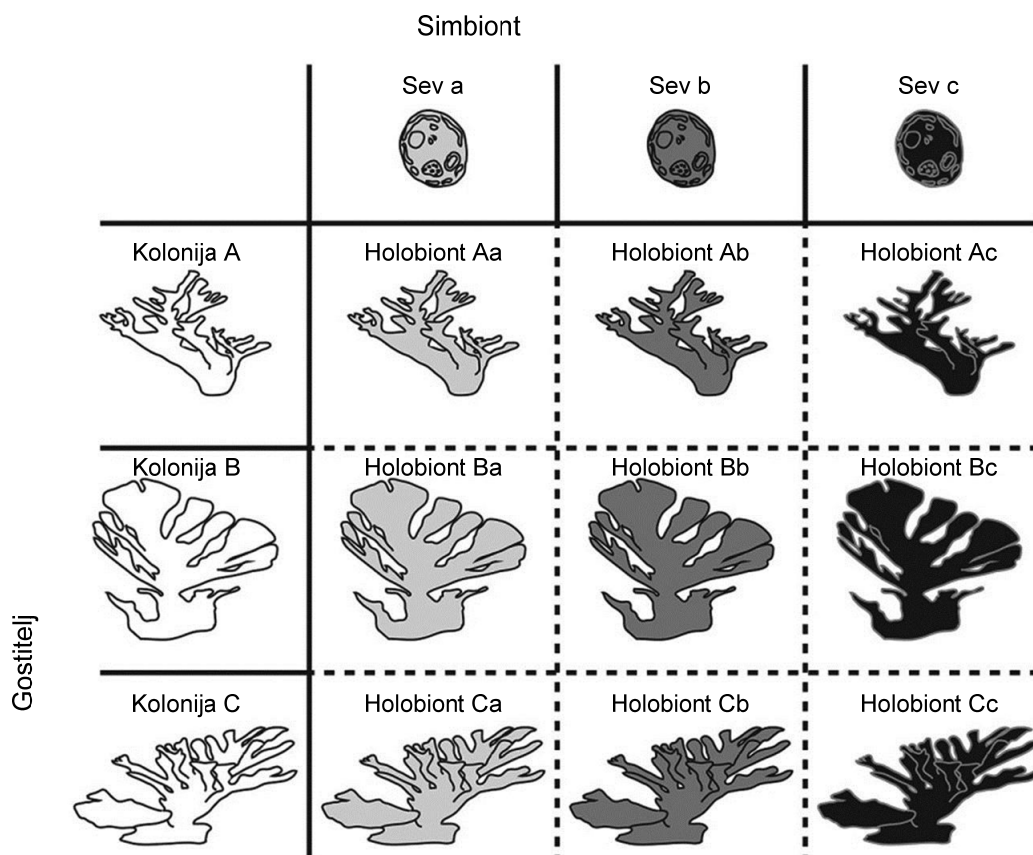 Simbiont
Sev a
Sev b
Sev c
Kolonija A
Holobiont Aa
Holobiont Ab
Holobiont Ac
Kolonija B
Holobiont Ba
Holobiont Bb
Holobiont Bc
Gostitelj
Kolonija C
Holobiont Ca
Holobiont Cb
Holobiont Cc